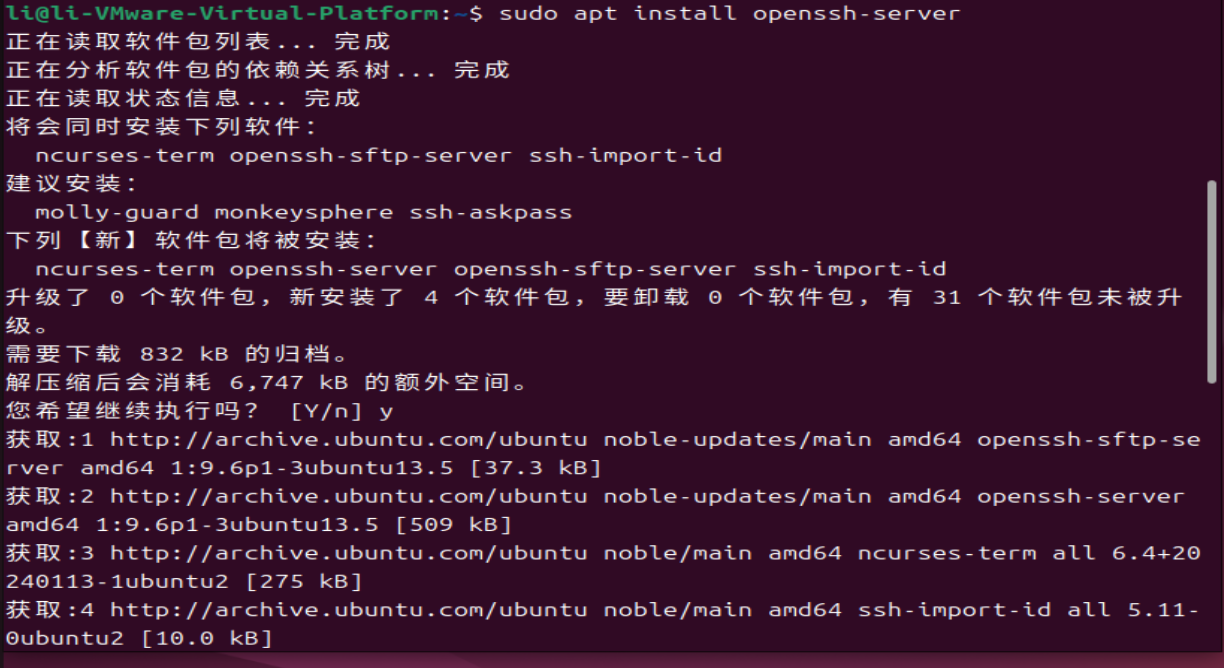 li@li-VMware-Virtual-Platform:~$ sudo apt install openssh-server
正在读取软件包列表... 完成
正在分析软件包的依赖关系树... 完成
正在读取状态信息... 完成
将会同时安装下列软件：
  ncurses-term openssh-sftp-server ssh-import-id
建议安装：
  molly-guard monkeysphere ssh-askpass
下列【新】软件包将被安装：
  ncurses-term openssh-server openssh-sftp-server ssh-import-id
升级了 0 个软件包，新安装了 4 个软件包，要卸载 0 个软件包，有 31 个软件包未被升
级。
需要下载 832 kB 的归档。
解压缩后会消耗 6,747 kB 的额外空间。
您希望继续执行吗？ [Y/n] y
获取:1 http://archive.ubuntu.com/ubuntu noble-updates/main amd64 openssh-sftp-se
rver amd64 1:9.6p1-3ubuntu13.5 [37.3 kB]
获取:2 http://archive.ubuntu.com/ubuntu noble-updates/main amd64 openssh-server
amd64 1:9.6p1-3ubuntu13.5 [509 kB]
获取:3 http://archive.ubuntu.com/ubuntu noble/main amd64 ncurses-term all 6.4+20
240113-1ubuntu2 [275 kB]
获取:4 http://archive.ubuntu.com/ubuntu noble/main amd64 ssh-import-id all 5.11-
0ubuntu2 [10.0 kB]